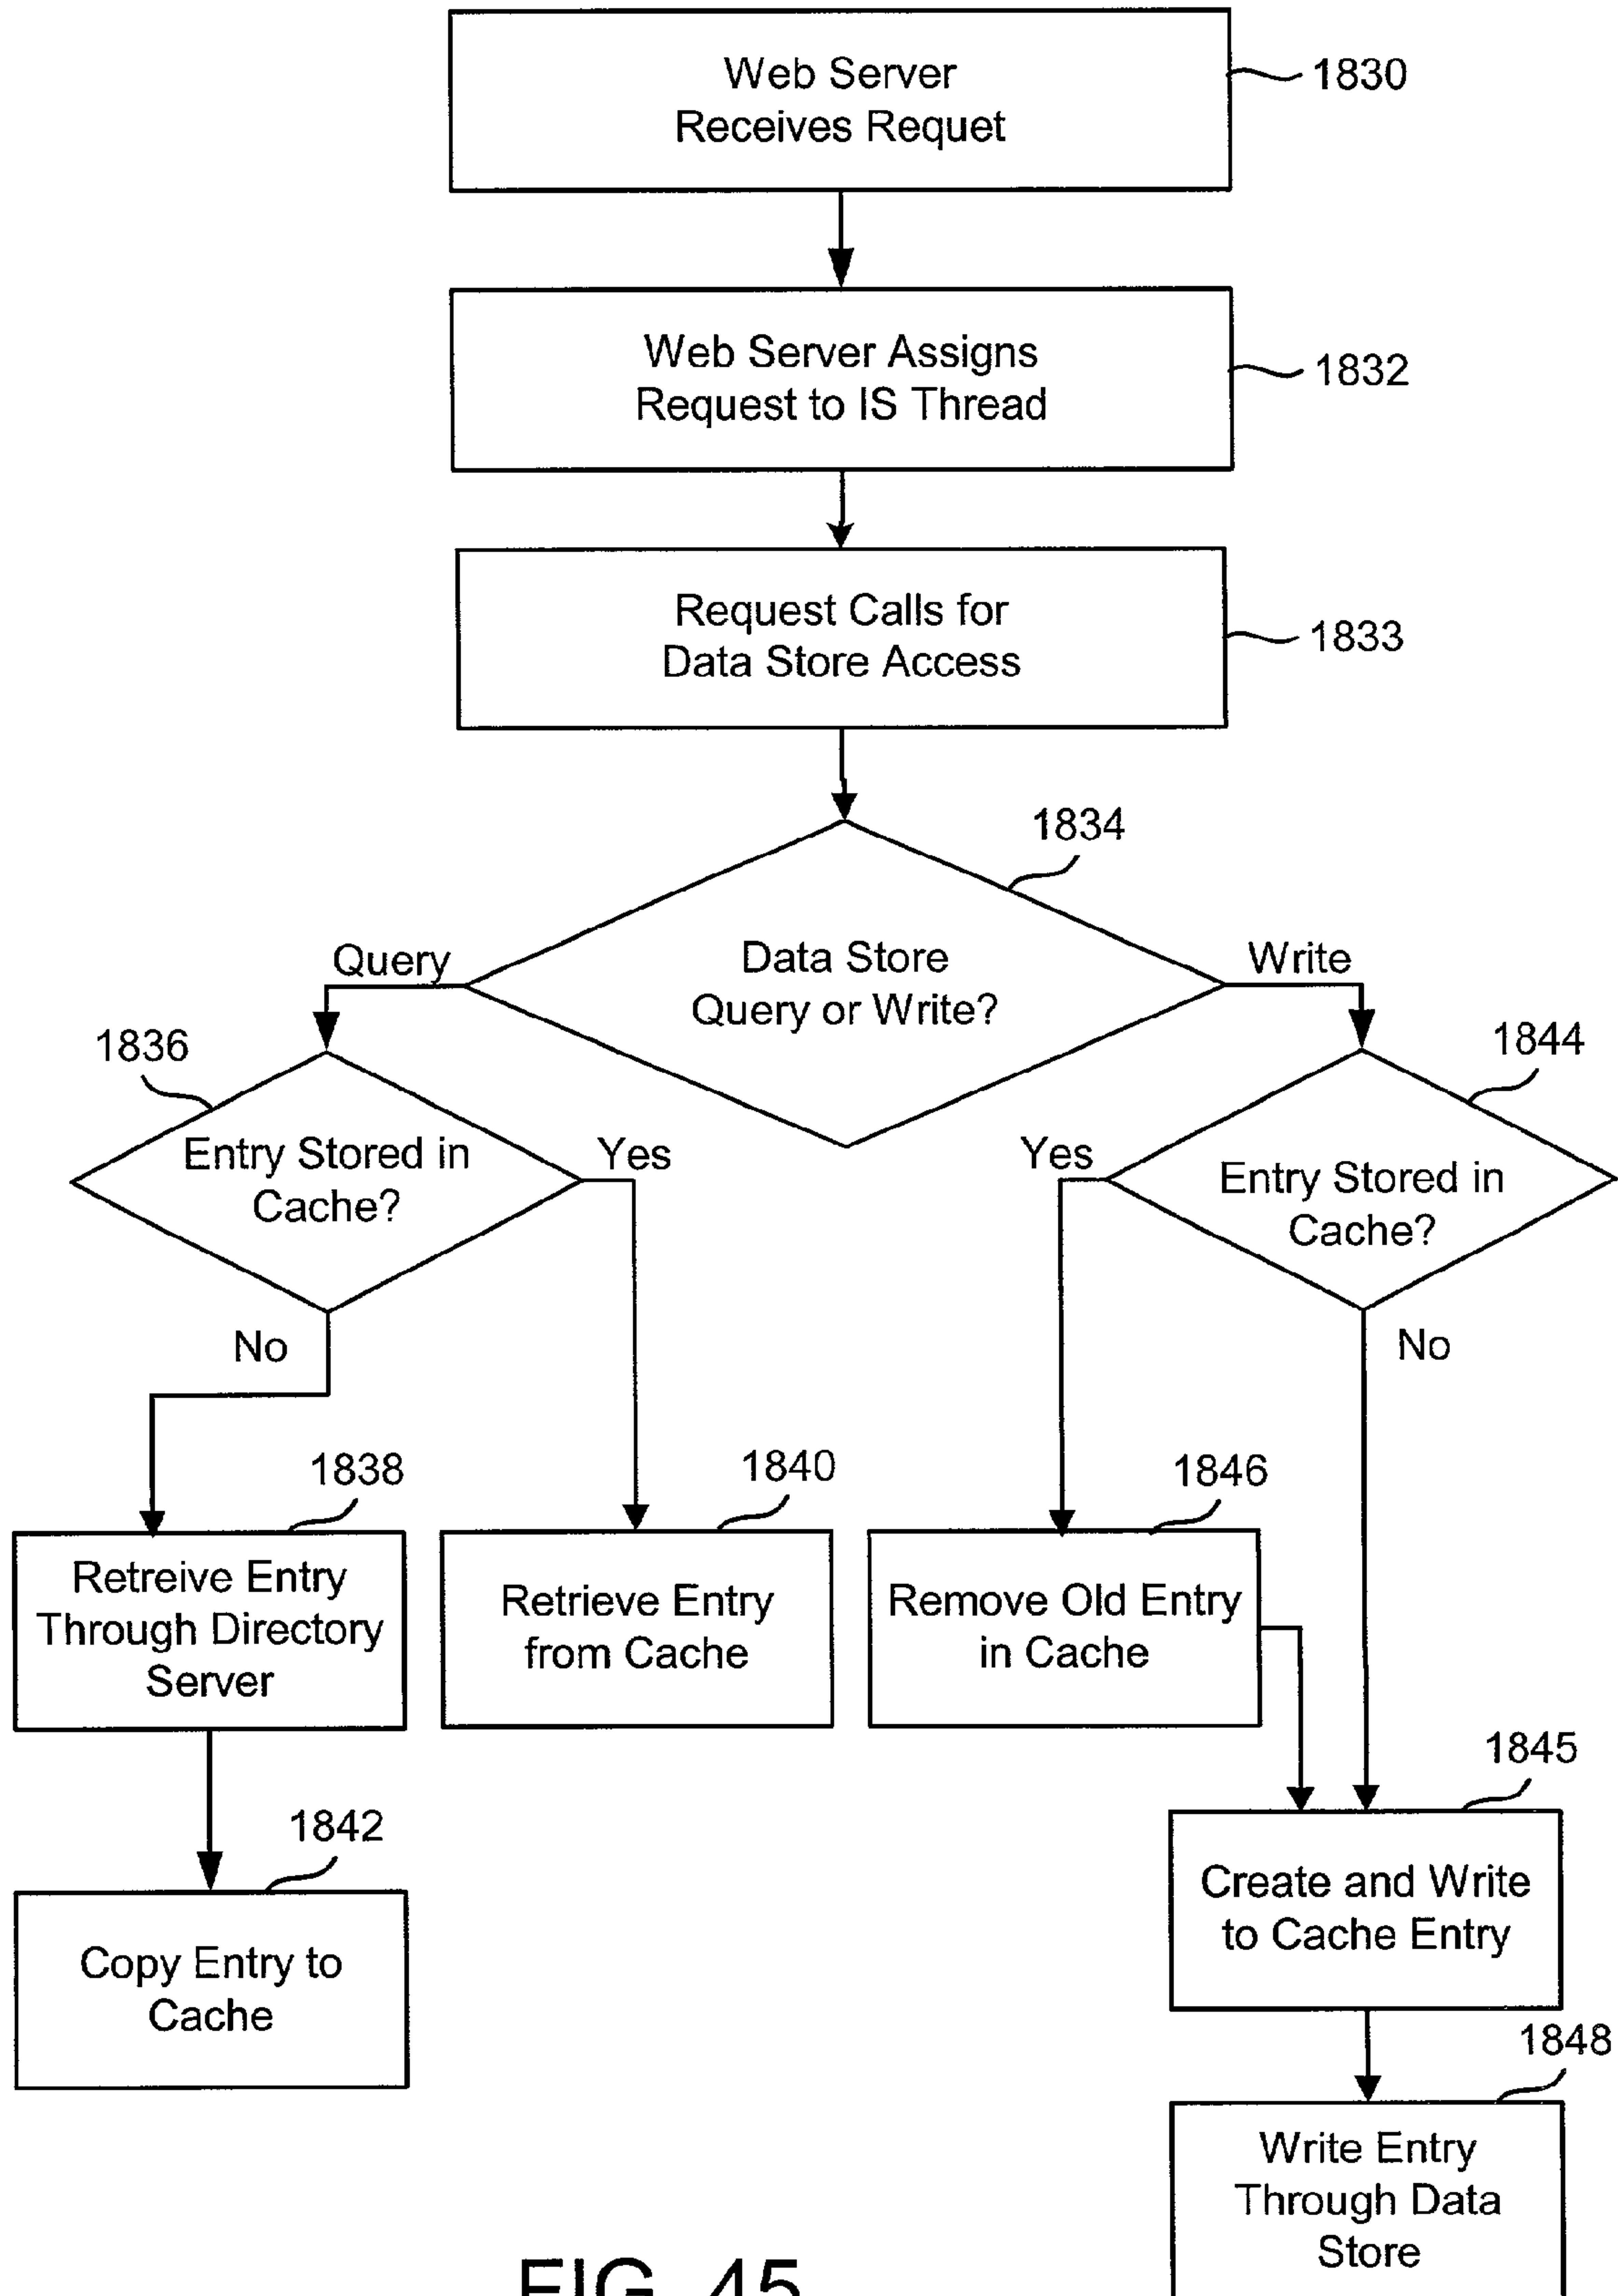 Web Server
Receives Requet
1830
Web Server Assigns
Request to IS Thread
1832
Request Calls for
Data Store Access
1833
1834
Query
Data Store
Query or Write?
Write
1836
1844
Entry Stored in
Cache?
Yes
Yes
Entry Stored in
Cache?
No
No
1838
1840
1846
Retreive Entry
Through Directory
Server
Retrieve Entry
from Cache
Remove Old Entry
in Cache
1845
1842
Create and Write
to Cache Entry
Copy Entry to
Cache
1848
Write Entry
Through Data
Store
FIG. 45